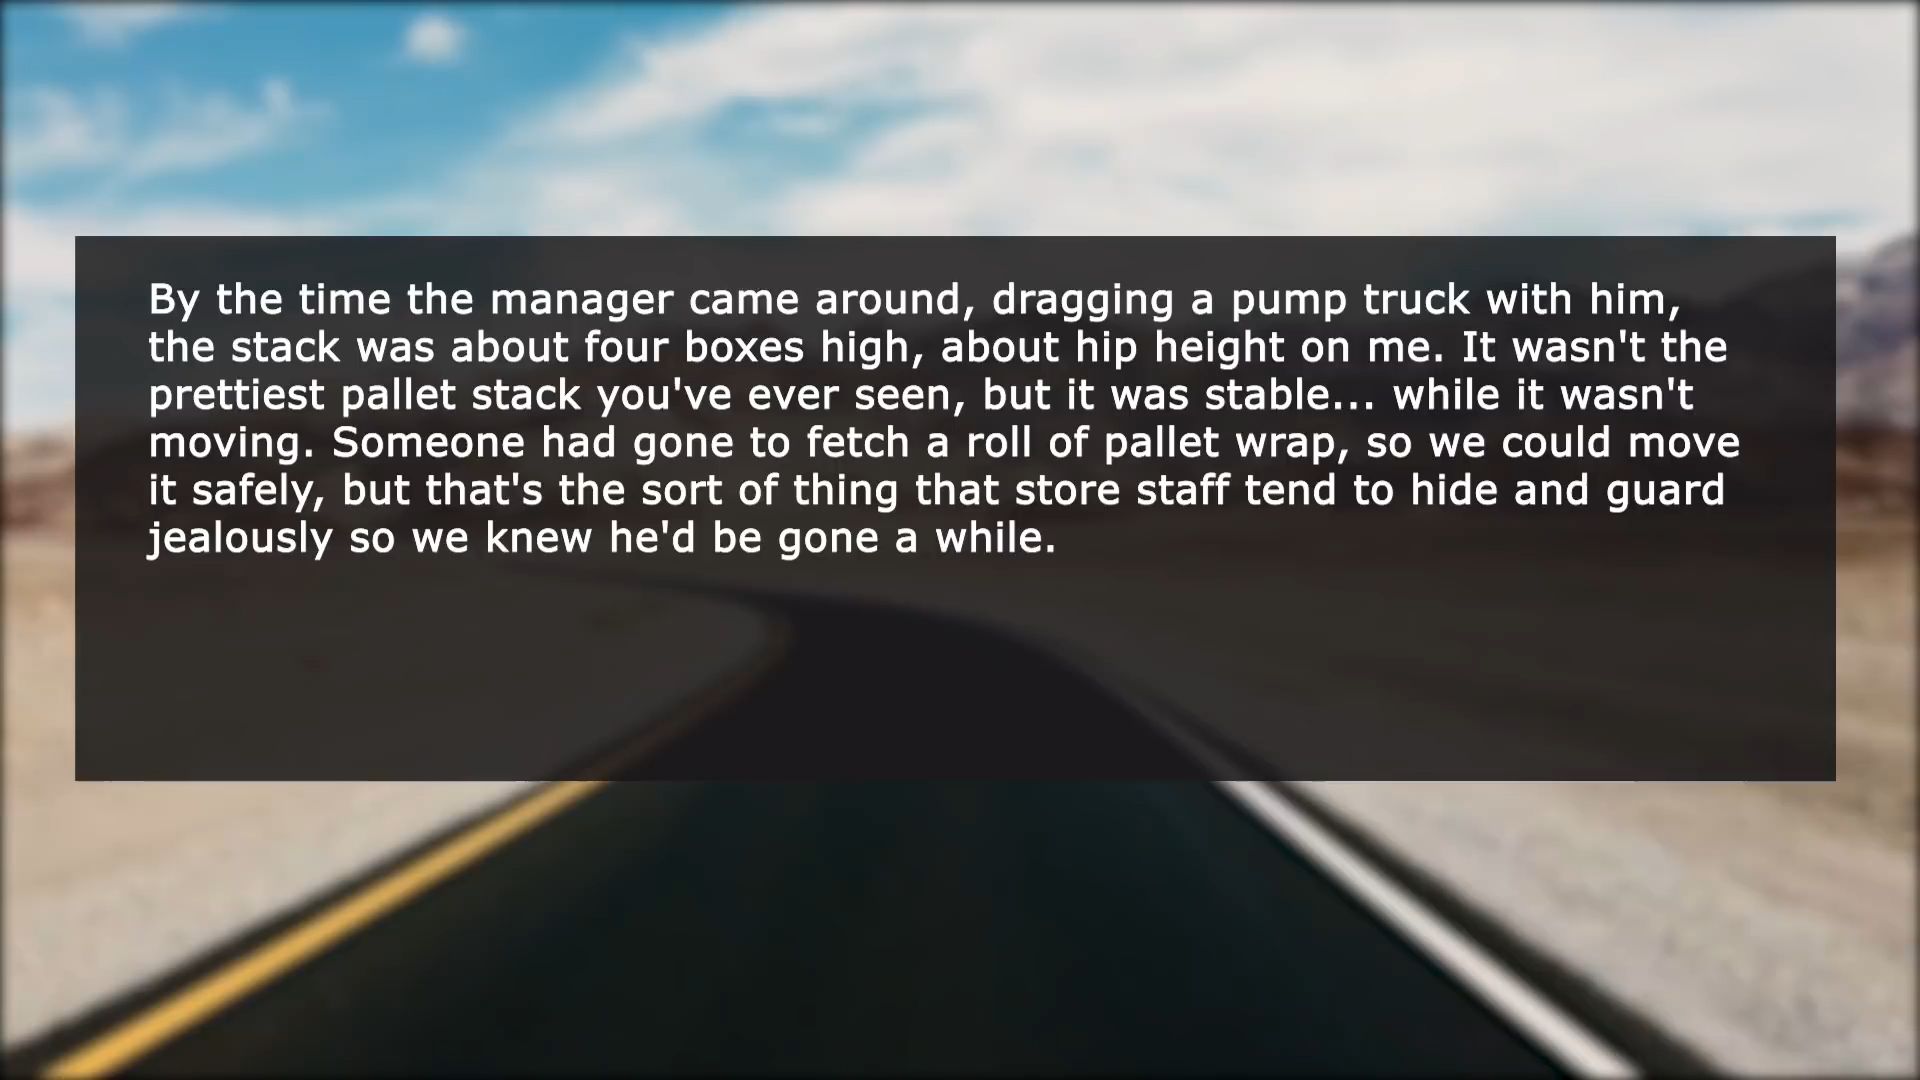 By the time the manager came around, dragging a pump truck with him,
the stack was about four boxes high, about hip height on me. It wasn't the
prettiest pallet stack you've ever seen, but it was stable... while it wasn't
moving. Someone had gone to fetch a roll of pallet wrap, so we could move
it safely, but that's the sort of thing that store staff tend to hide and guard
jealously so we knew he'd be gone a while.